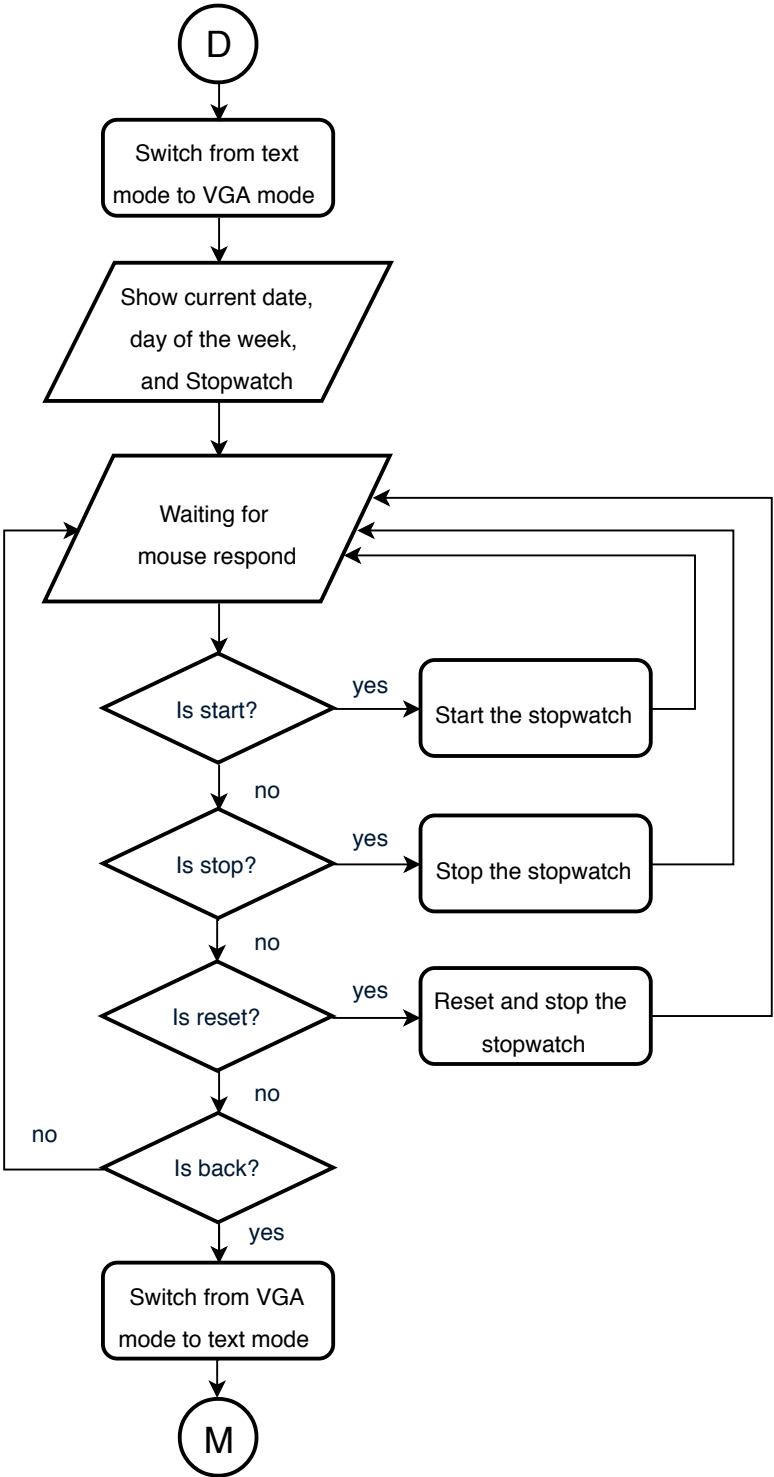 D
Switch from text
mode to VGA mode
Show current date,
day of the week,
and Stopwatch
Waiting for
mouse respond
Is start?
yes
Start the stopwatch
no
Is stop?
yes
Stop the stopwatch
no
Is reset?
yes
Reset and stop the
stopwatch
no
no
Is back?
yes
Switch from VGA
mode to text mode
M